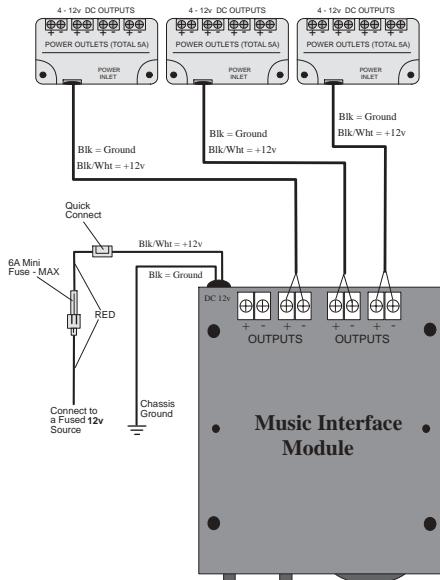 4 - 12v  DC OUTPUTS
4 - 12v  DC OUTPUTS
4 - 12v  DC OUTPUTS
+ - + - + - + -
+ - + - + - + -
+ - + - + - + -
POWER OUTLETS (TOTAL 5A)
POWER OUTLETS (TOTAL 5A)
POWER OUTLETS (TOTAL 5A)
POWER
INLET
POWER
INLET
POWER
INLET
Blk = Ground
Blk/Wht = +12v
Blk = Ground
Blk/Wht = +12v
Blk = Ground
Blk/Wht = +12v
Quick
Connect
Blk/Wht = +12v
6A Mini
Fuse - MAX
Blk = Ground
RED
DC 12v
+ - + - + - + -
OUTPUTS
OUTPUTS
Connect to
a Fused 12v
Source
Chassis
Ground
Music Interface
Module